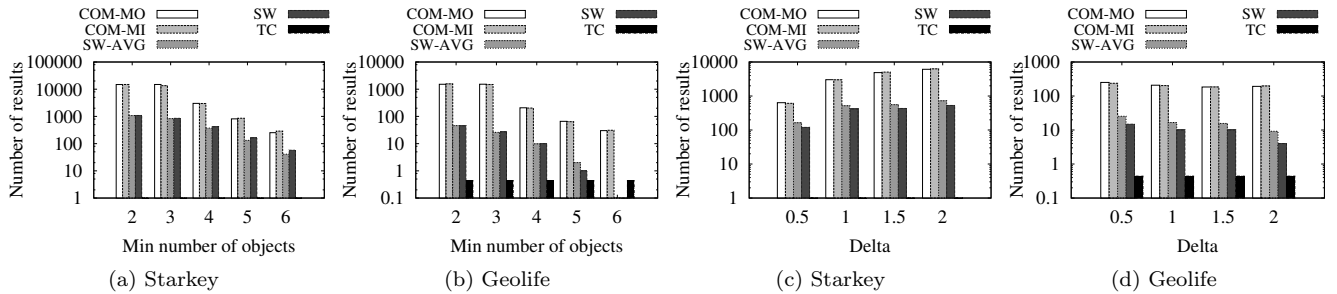 COM-MO
COM-MI
SW-AVG
SW
TC
Number of results
100000
10000
1000
100
10
1
2 3 4 5 6
Min number of objects
(a) Starkey
COM-MO
COM-MI
SW-AVG
SW
TC
Number of results
10000
1000
100
10
1
0.1
2 3 4 5 6
Min number of objects
(b) Geolife
COM-MO
COM-MI
SW-AVG
SW
TC
Number of results
10000
1000
100
10
1
0.5 1 1.5 2
Delta
(c) Starkey
COM-MO
COM-MI
SW-AVG
SW
TC
Number of results
1000
100
10
1
0.1
0.5 1 1.5 2
Delta
(d) Geolife